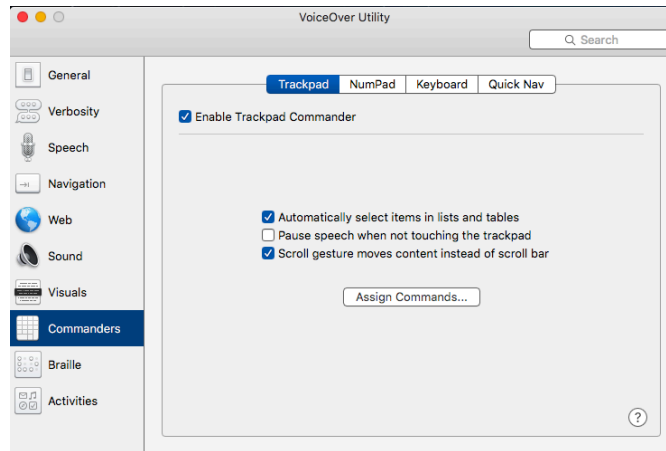 VoiceOver Utility
Search
General
Verbosity
Speech
Navigation
Web
Sound
Visuals
Commanders
Braille
Activities
Trackpad NumPad Keyboard Quick Nav
Enable Trackpad Commander
Automatically select items in lists and tables
Pause speech when not touching the trackpad
Scroll gesture moves content instead of scroll bar
Assign Commands...
?